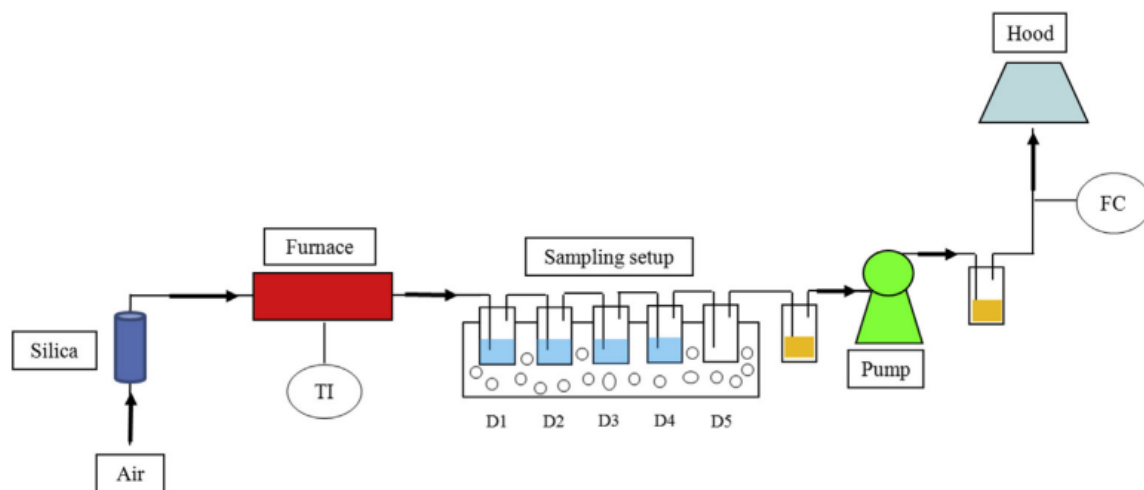 Hood
FC
Furnace
Sampling setup
Silica
TI
Pump
D1 D2 D3 D4 D5
Air